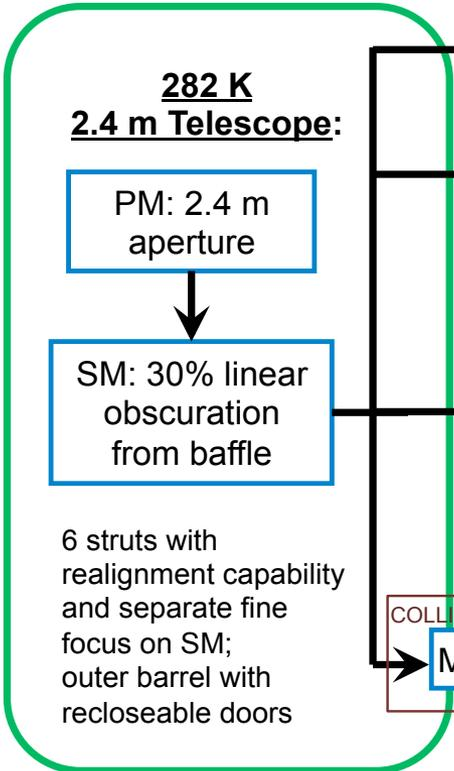 282 K
2.4 m Telescope:
PM: 2.4 m
aperture
SM: 30% linear
obscuration
from baffle
6 struts with
realignment capability
and separate fine
focus on SM;
outer barrel with
recloseable doors
COLLI
M